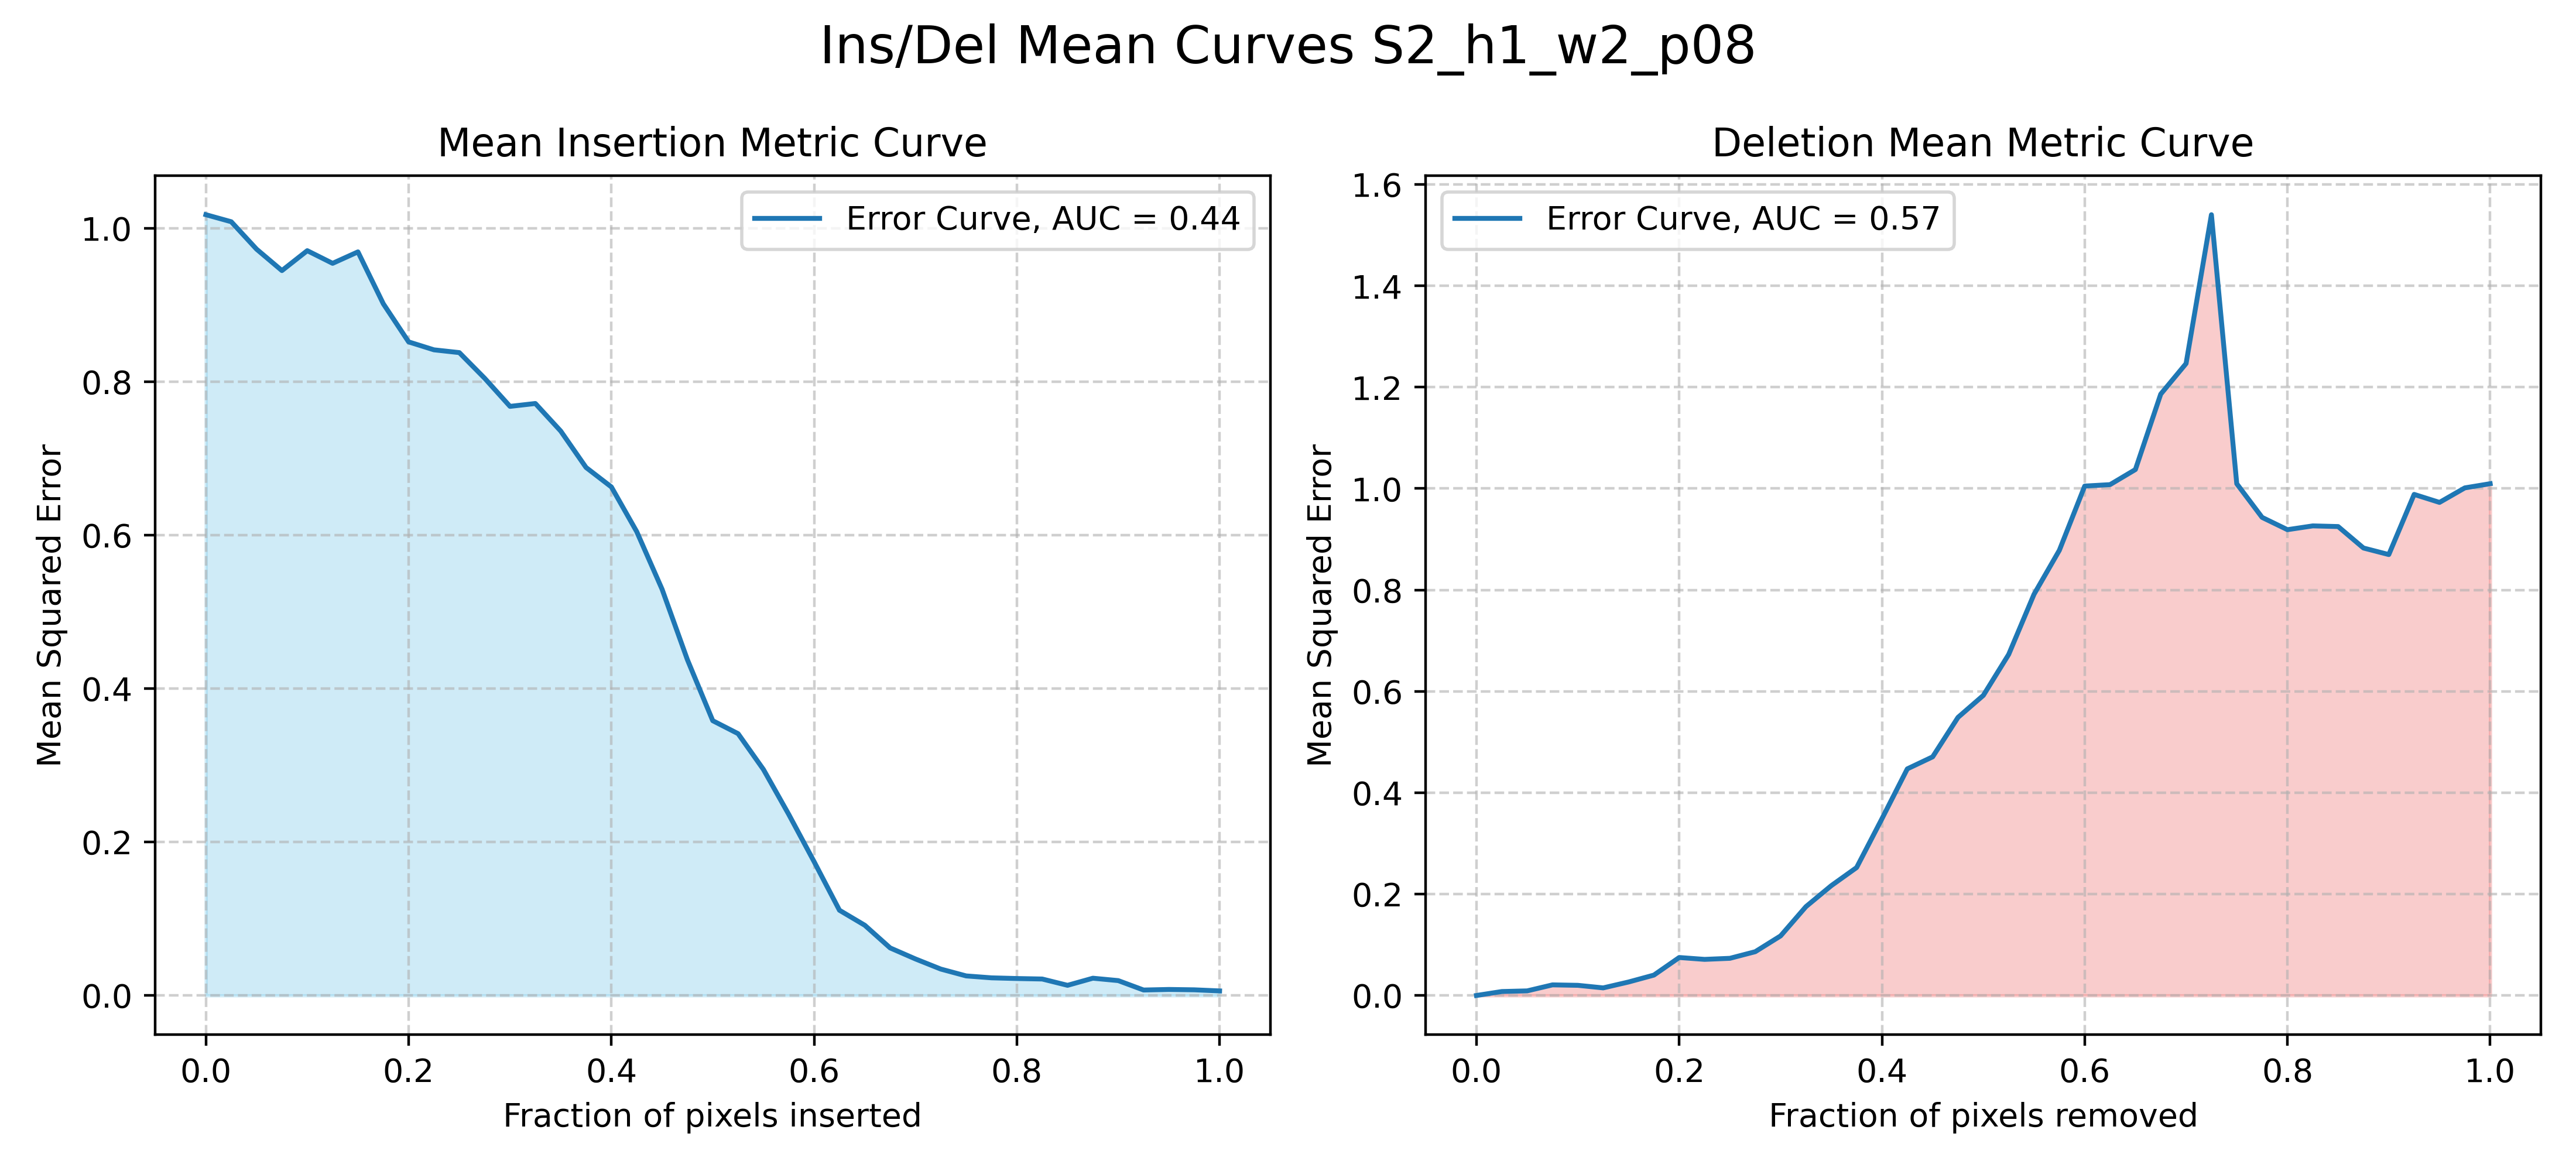 Ins/Del Mean Curves S2_h1_w2_p08
Mean Insertion Metric Curve
Error Curve, AUC = 0.44
Mean Squared Error
1.0
0.8
0.6
0.4
0.2
0.0
0.0 0.2 0.4 0.6 0.8 1.0
Fraction of pixels inserted
Deletion Mean Metric Curve
Error Curve, AUC = 0.57
Mean Squared Error
1.6
1.4
1.2
1.0
0.8
0.6
0.4
0.2
0.0
0.0 0.2 0.4 0.6 0.8 1.0
Fraction of pixels removed